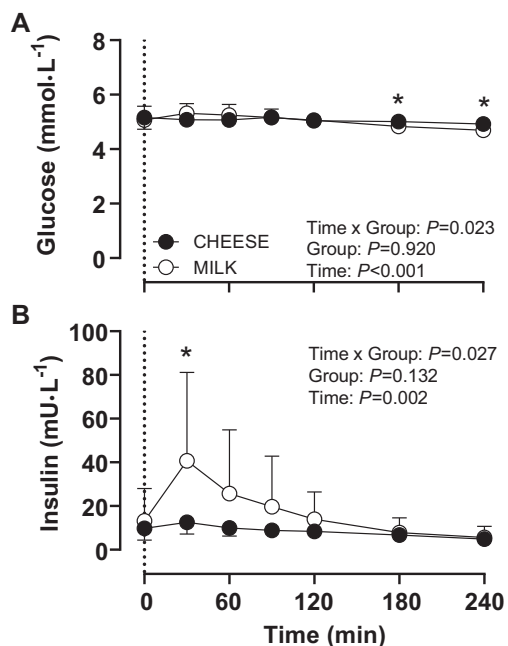 A
Glucose (mmol·L⁻¹)
8
6
4
2
0
* *
CHEESE
MILK
Time x Group: P=0.023
Group: P=0.920
Time: P<0.001
B
Insulin (mU·L⁻¹)
100
80
60
40
20
0
*
Time x Group: P=0.027
Group: P=0.132
Time: P=0.002
0 60 120 180 240
Time (min)